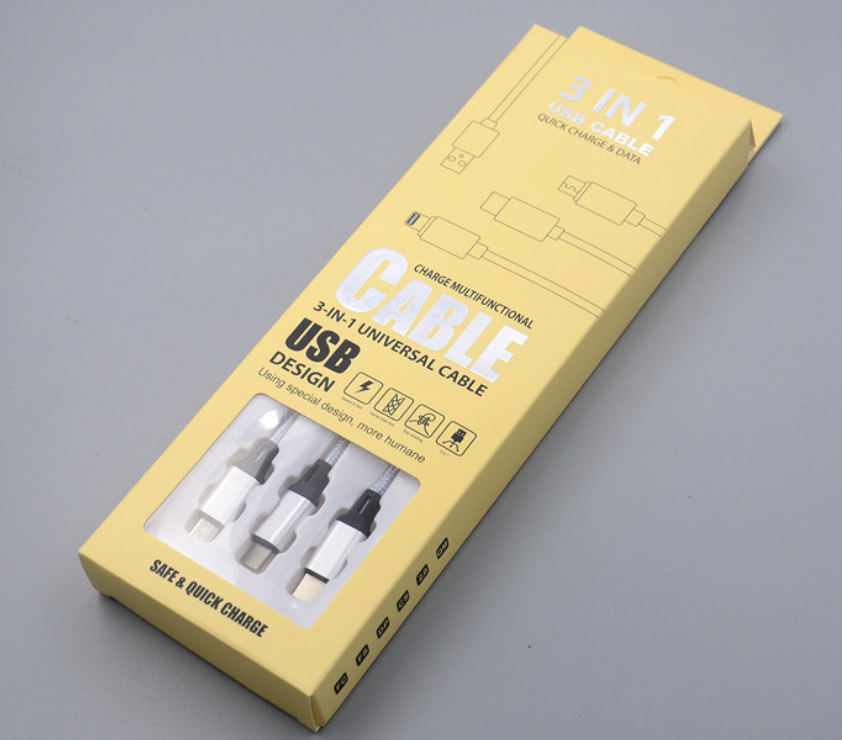 3 IN 1
USB CABLE
QUICK CHARGE & DATA
CHARGE MULTIFUNCTIONAL
CABLE
3-IN-1 UNIVERSAL CABLE
USB
DESIGN
Using special design, more humane
SAFE & QUICK CHARGE